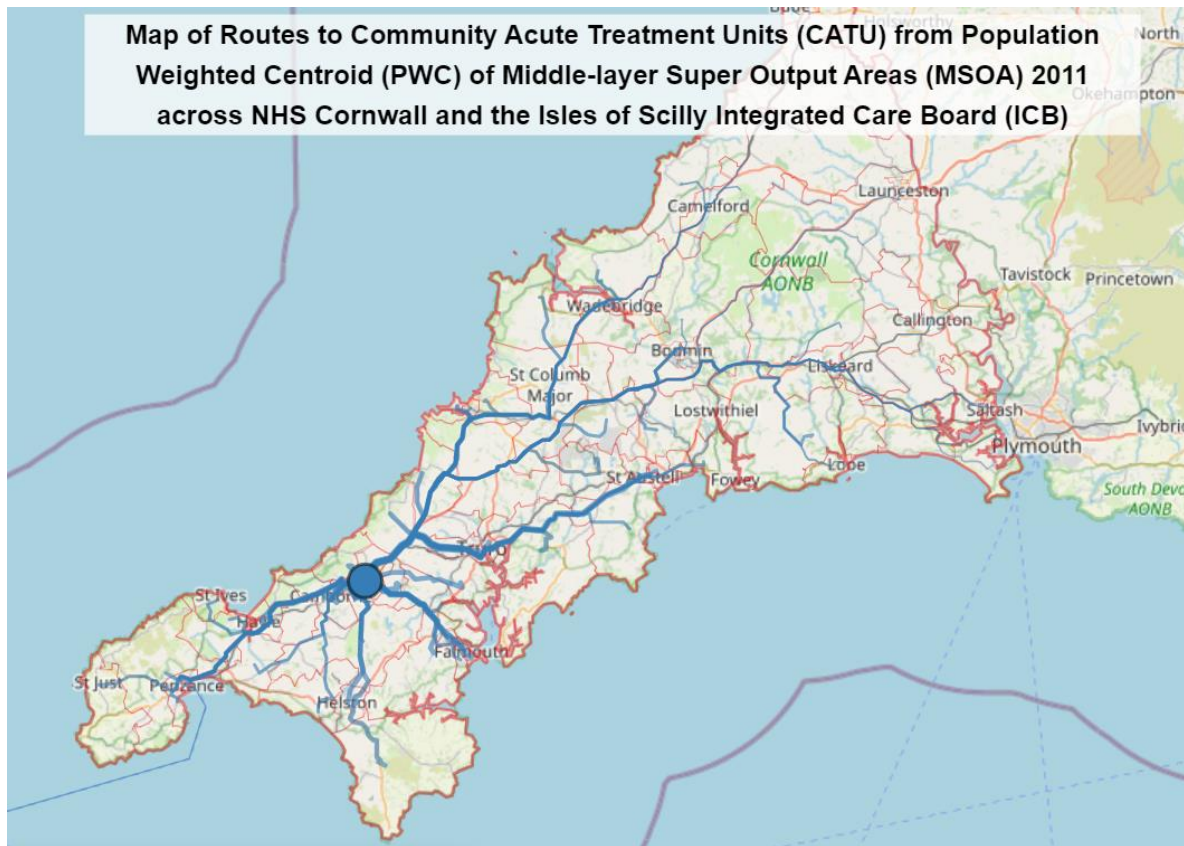 Map of Routes to Community Acute Treatment Units (CATU) from Population
Weighted Centroid (PWC) of Middle-layer Super Output Areas (MSOA) 2011
across NHS Cornwall and the Isles of Scilly Integrated Care Board (ICB)
Holsworthy
North
Okehampton
Launceston
Camelford
Cornwall
AONB
Tavistock
Princetown
Wadebridge
Callington
Bodmin
Liskeard
St Columb
Major
Lostwithiel
Saltash
Plymouth
Ivybrid
St Austell
Fowey
Looe
South Devo
AONB
Truro
St Ives
Camborne
Hayle
Falmouth
St Just
Penzance
Helston